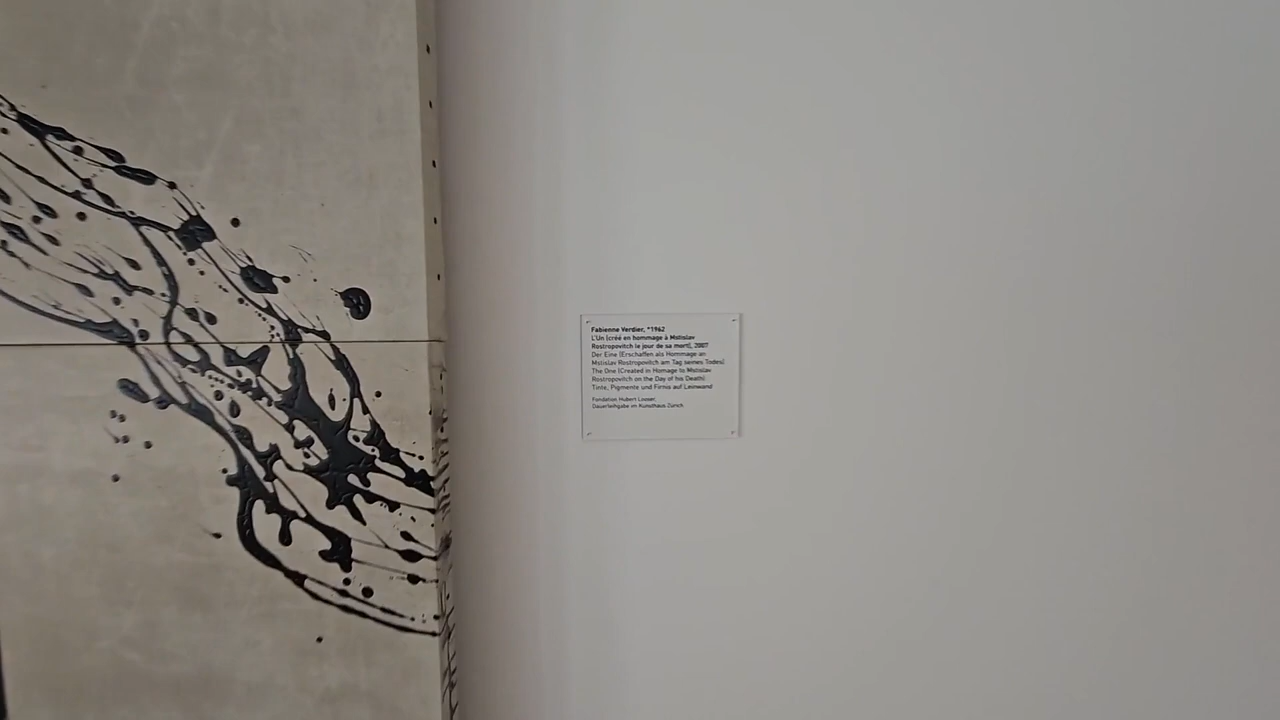 Fabienne Verdier, *1962
L'Un (créé en hommage à Mstislav
Rostropovitch le jour de sa mort), 2007
Der Eine (Erschaffen als Hommage an
Mstislav Rostropovitch am Tag seines Todes)
The One (Created in Homage to Mstislav
Rostropovitch on the Day of his Death)
Tinte, Pigmente und Firnis auf Leinwand
Fondation Hubert Looser,
Dauerleihgabe im Kunsthaus Zürich